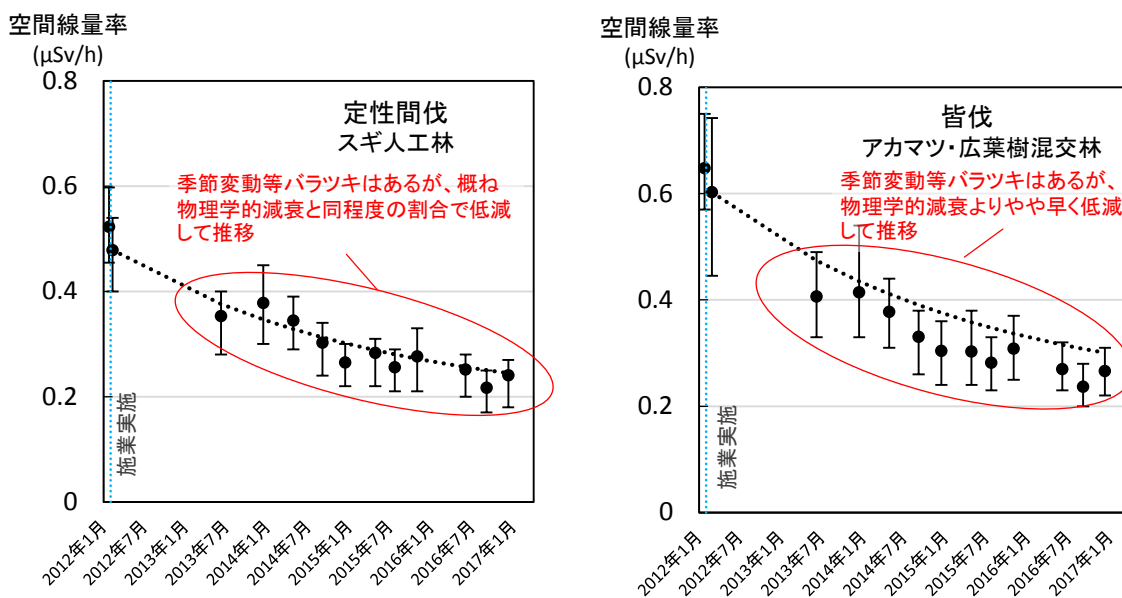 空間線量率
(μSv/h)
0.8
0.6
0.4
0.2
0
定性間伐
スギ人工林
季節変動等バラツキはあるが、概ね
物理学的減衰と同程度の割合で低減
して推移
施業実施
2012年1月
2012年7月
2013年1月
2013年7月
2014年1月
2014年7月
2015年1月
2015年7月
2016年1月
2016年7月
2017年1月
空間線量率
(μSv/h)
0.8
0.6
0.4
0.2
0
皆伐
アカマツ・広葉樹混交林
季節変動等バラツキはあるが、
物理学的減衰よりやや早く低減
して推移
施業実施
2012年1月
2012年7月
2013年1月
2013年7月
2014年1月
2014年7月
2015年1月
2015年7月
2016年1月
2016年7月
2017年1月